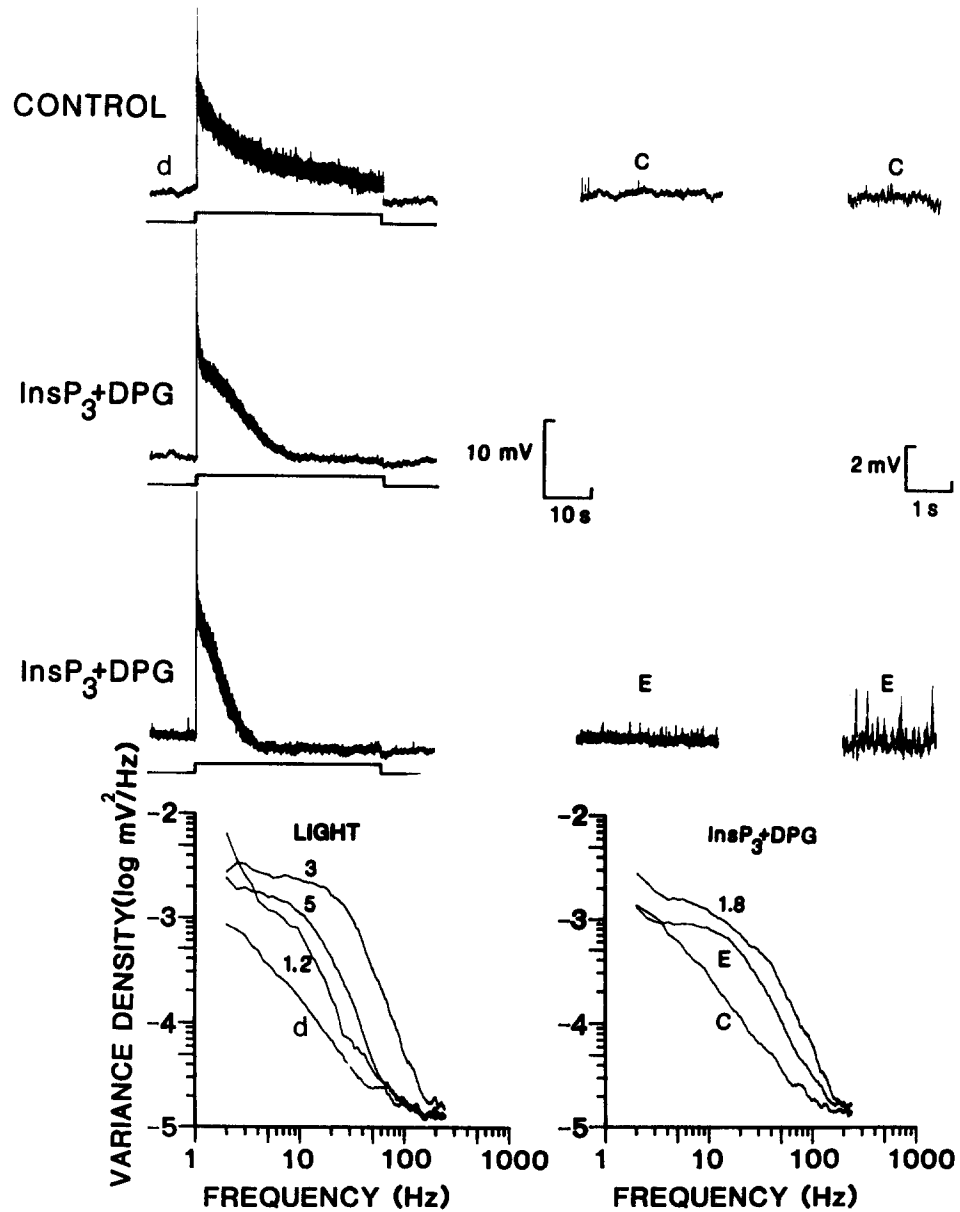 CONTROL
d
C
C
InsP3+DPG
10 mV
10 s
2 mV
1 s
InsP3+DPG
E
E
VARIANCE DENSITY(log mV2/Hz)
-2
-3
-4
-5
LIGHT
3
5
1.2
d
1
10
100
1000
FREQUENCY (Hz)
-2
-3
-4
-5
InsP3+DPG
1.8
E
C
1
10
100
1000
FREQUENCY (Hz)